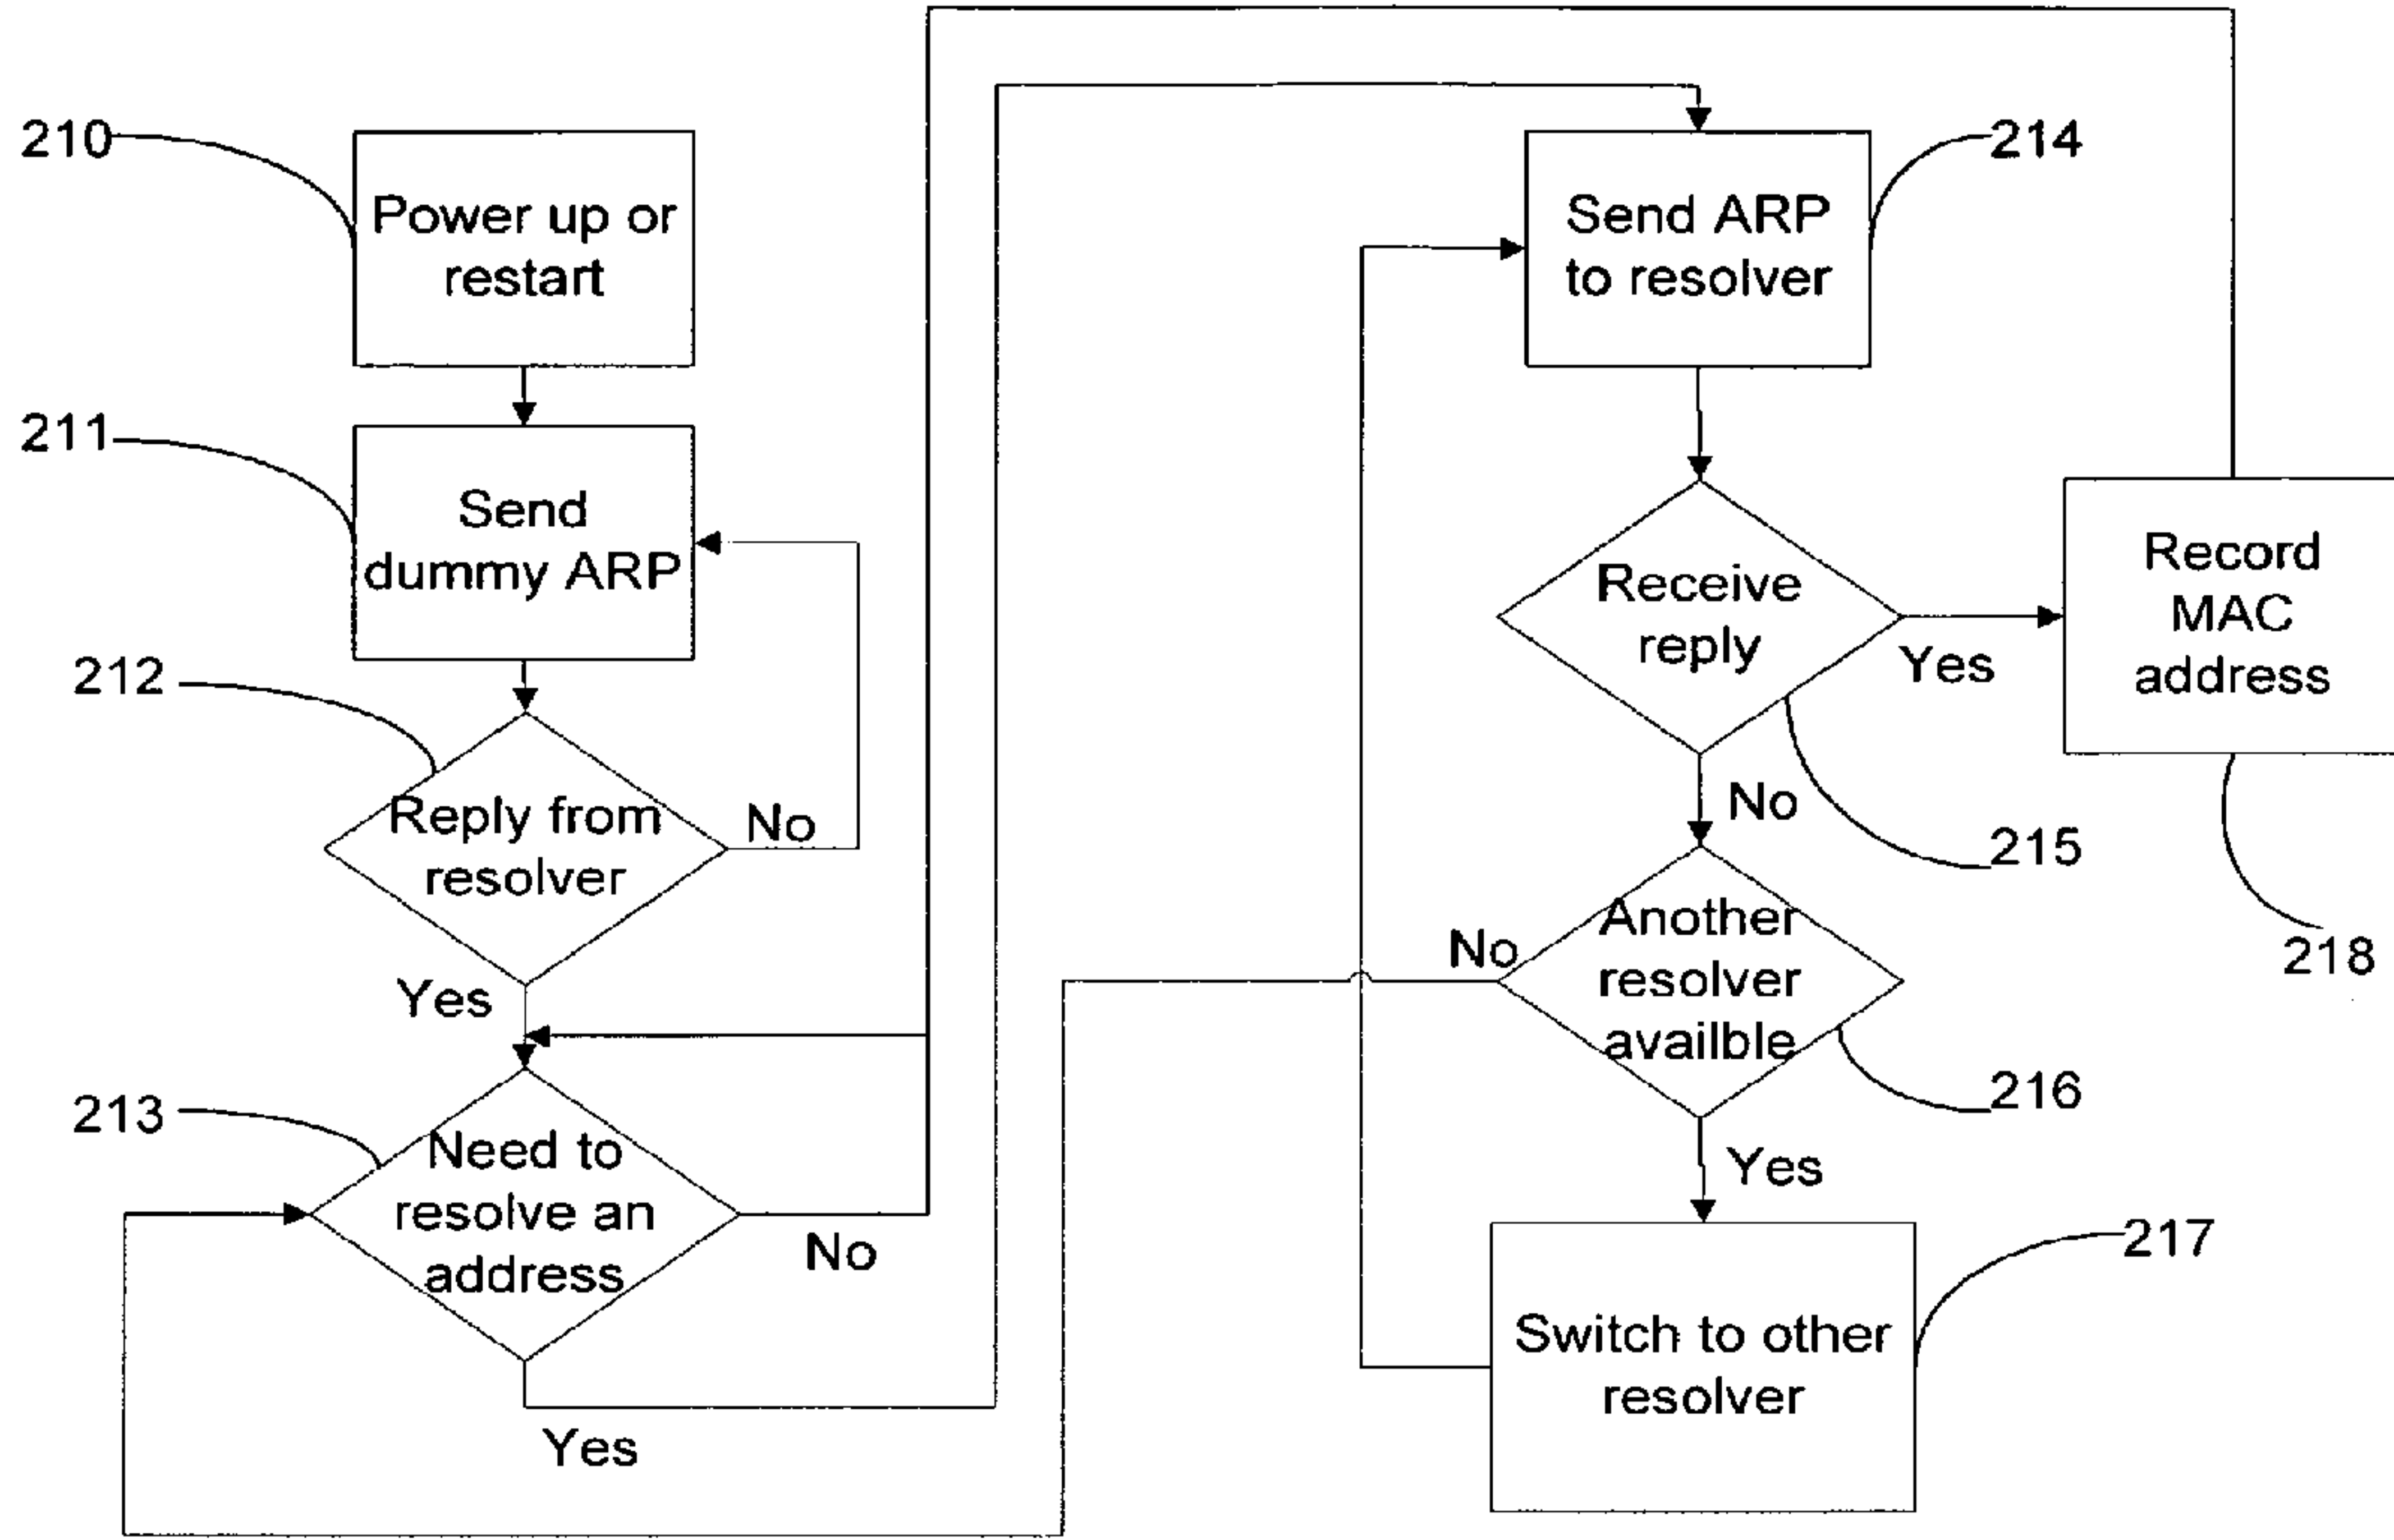 210
Power up or
restart
211
Send
dummy ARP
212
Reply from
resolver
No
Yes
213
Need to
resolve an
address
No
Yes
214
Send ARP
to resolver
Receive
reply
Yes
No
215
Record
MAC
address
218
Another
resolver
availble
No
216
Yes
217
Switch to other
resolver